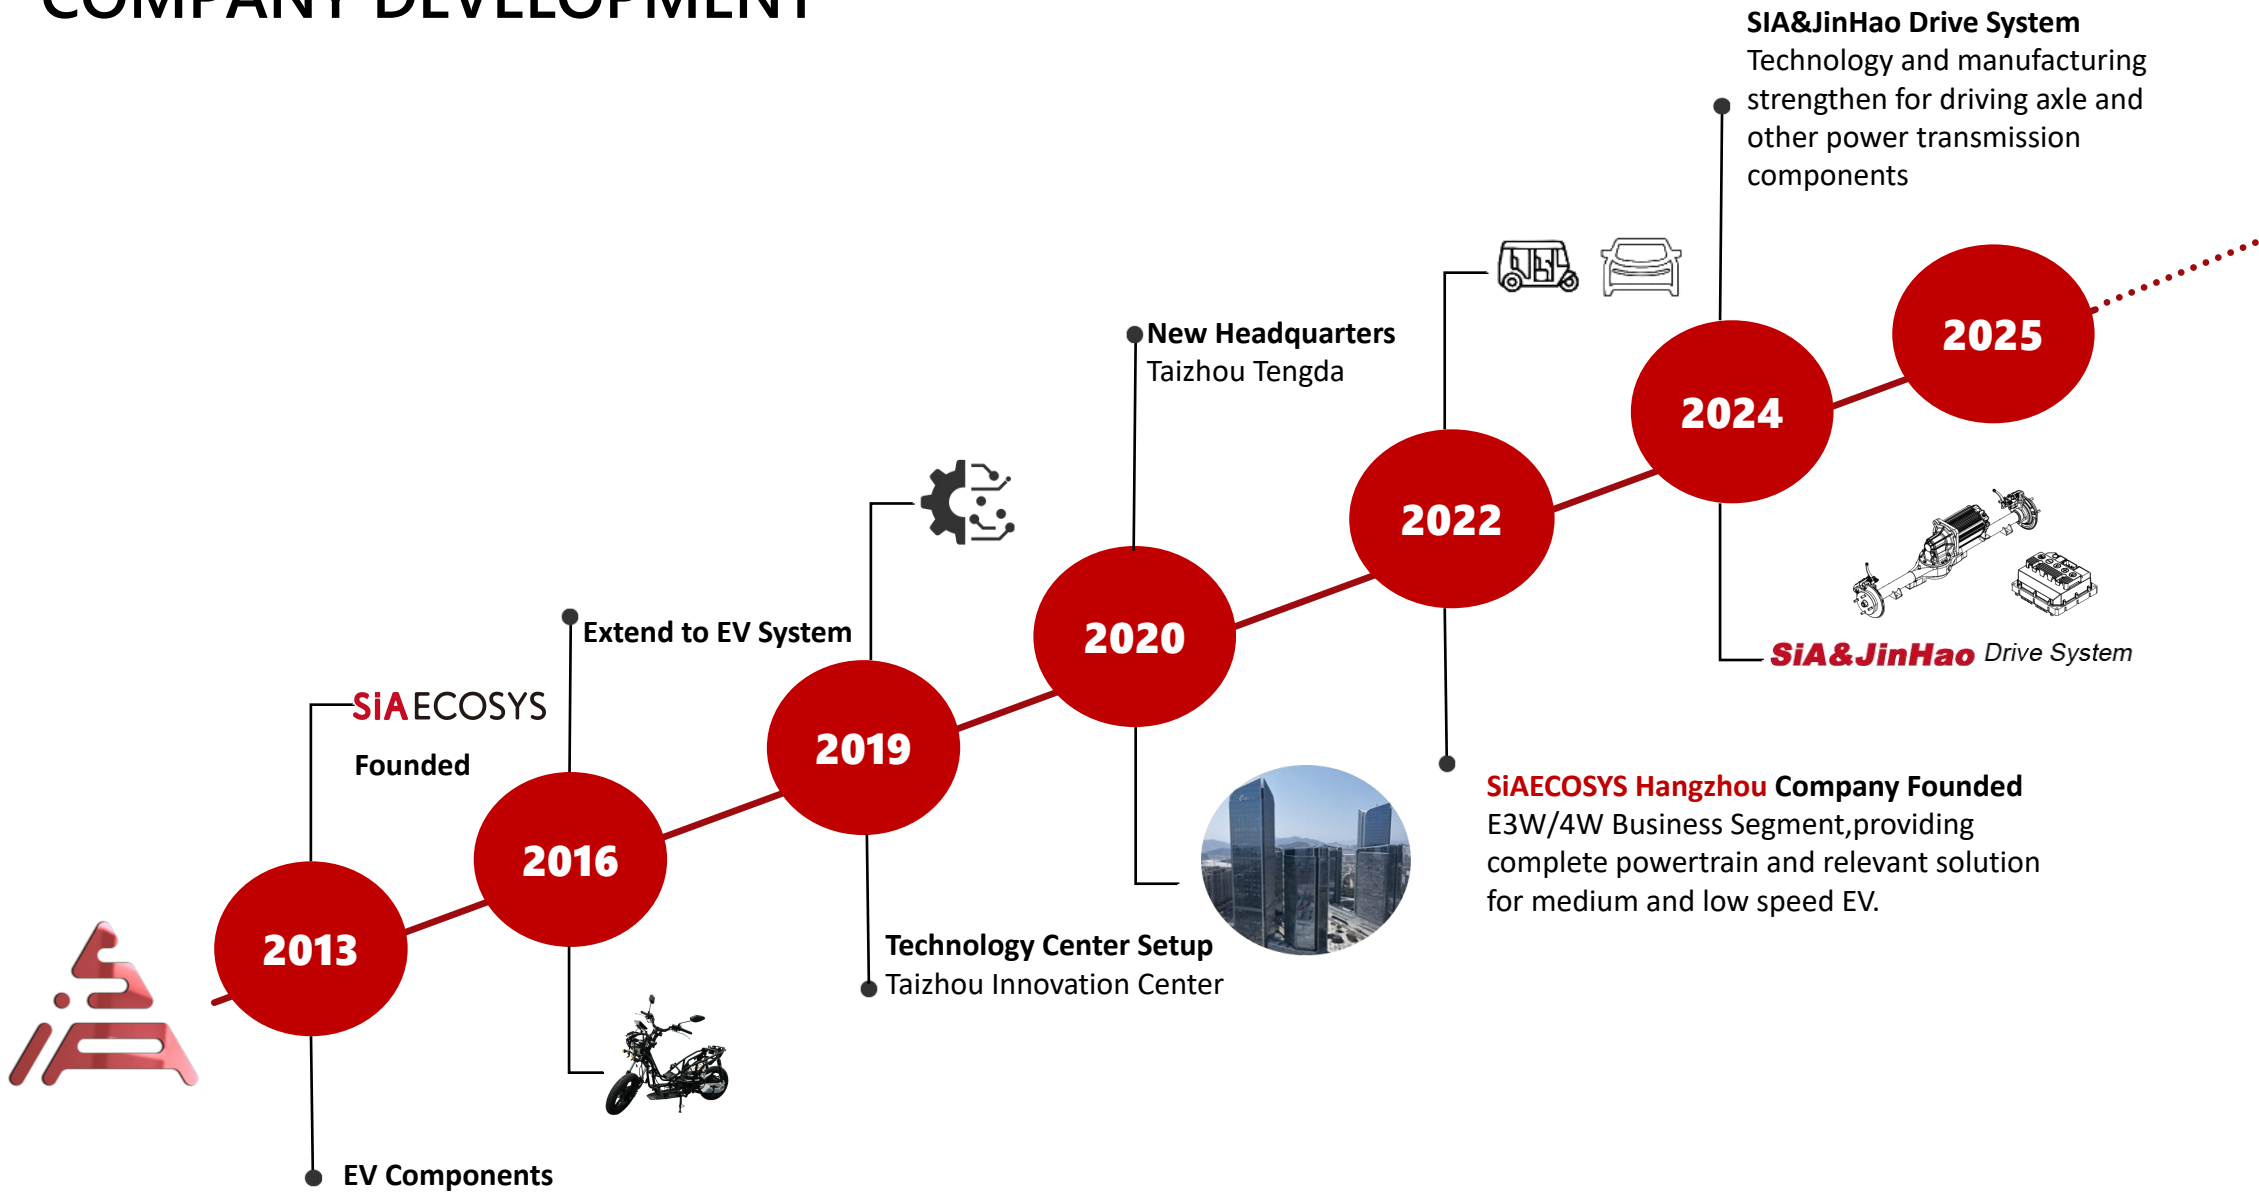 COMPANY DEVELOPMENT
SIA&JinHao Drive System
Technology and manufacturing
strengthen for driving axle and
other power transmission
components
2025
2024
SiA&JinHao Drive System
2022
SiAECOSYS Hangzhou Company Founded
E3W/4W Business Segment,providing
complete powertrain and relevant solution
for medium and low speed EV.
New Headquarters
Taizhou Tengda
2020
2019
Technology Center Setup
Taizhou Innovation Center
Extend to EV System
2016
SiAECOSYS
Founded
2013
EV Components
SiA